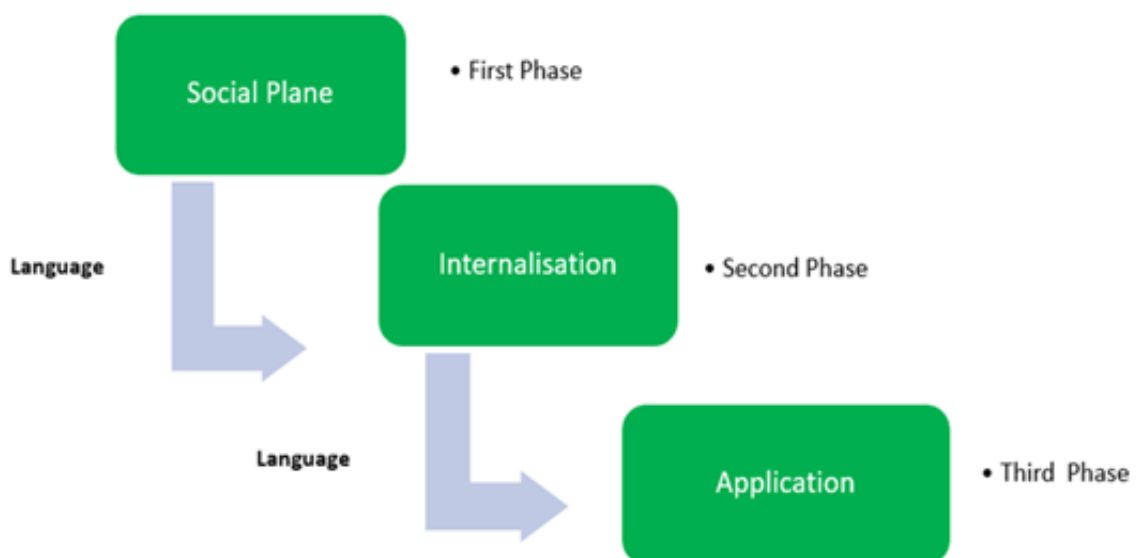 Social Plane
• First Phase
Language
Internalisation
• Second Phase
Language
Application
• Third Phase